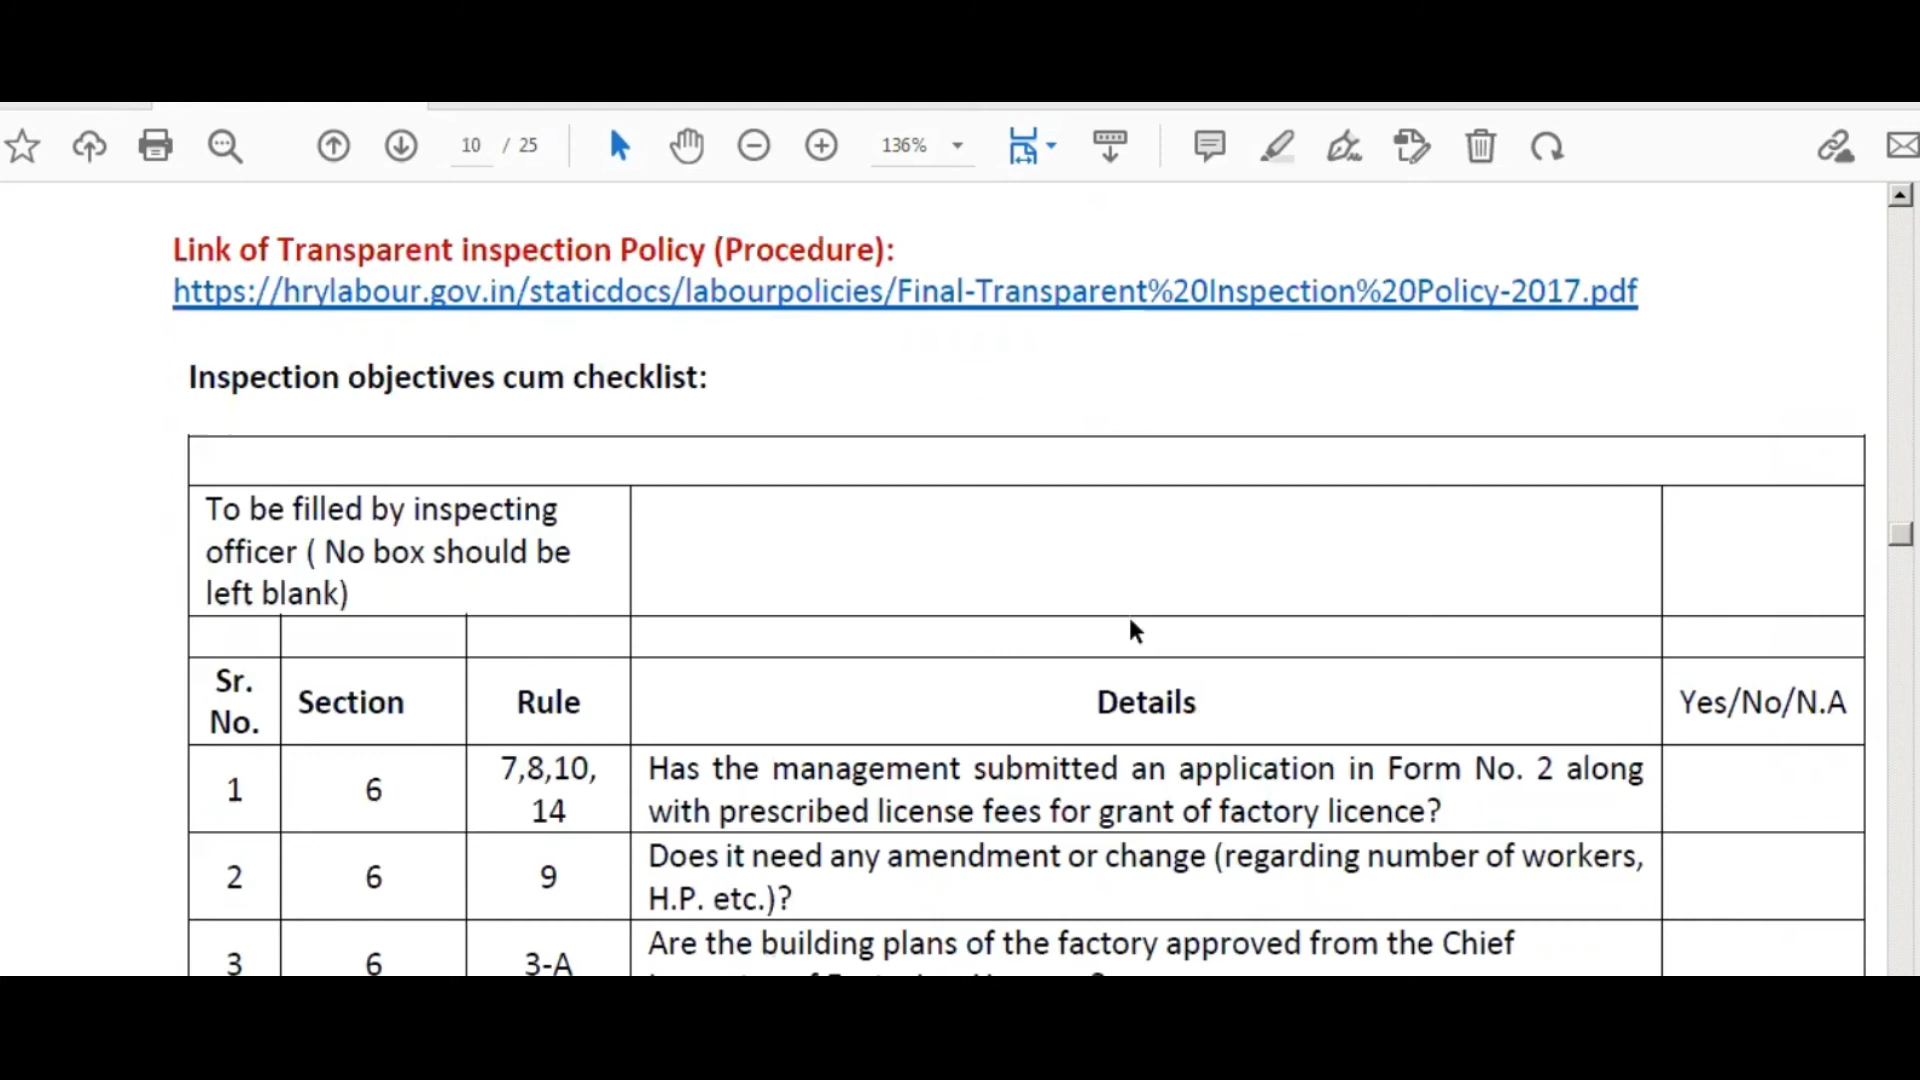 10 / 25
136%
Link of Transparent inspection Policy (Procedure):
https://hrylabour.gov.in/staticdocs/labourpolicies/Final-Transparent%20Inspection%20Policy-2017.pdf
Inspection objectives cum checklist:
To be filled by inspecting
officer ( No box should be
left blank)
Sr.
No.
Section
Rule
Details
Yes/No/N.A
1
6
7,8,10,
14
Has the management submitted an application in Form No. 2 along
with prescribed license fees for grant of factory licence?
2
6
9
Does it need any amendment or change (regarding number of workers,
H.P. etc.)?
3
6
3-A
Are the building plans of the factory approved from the Chief